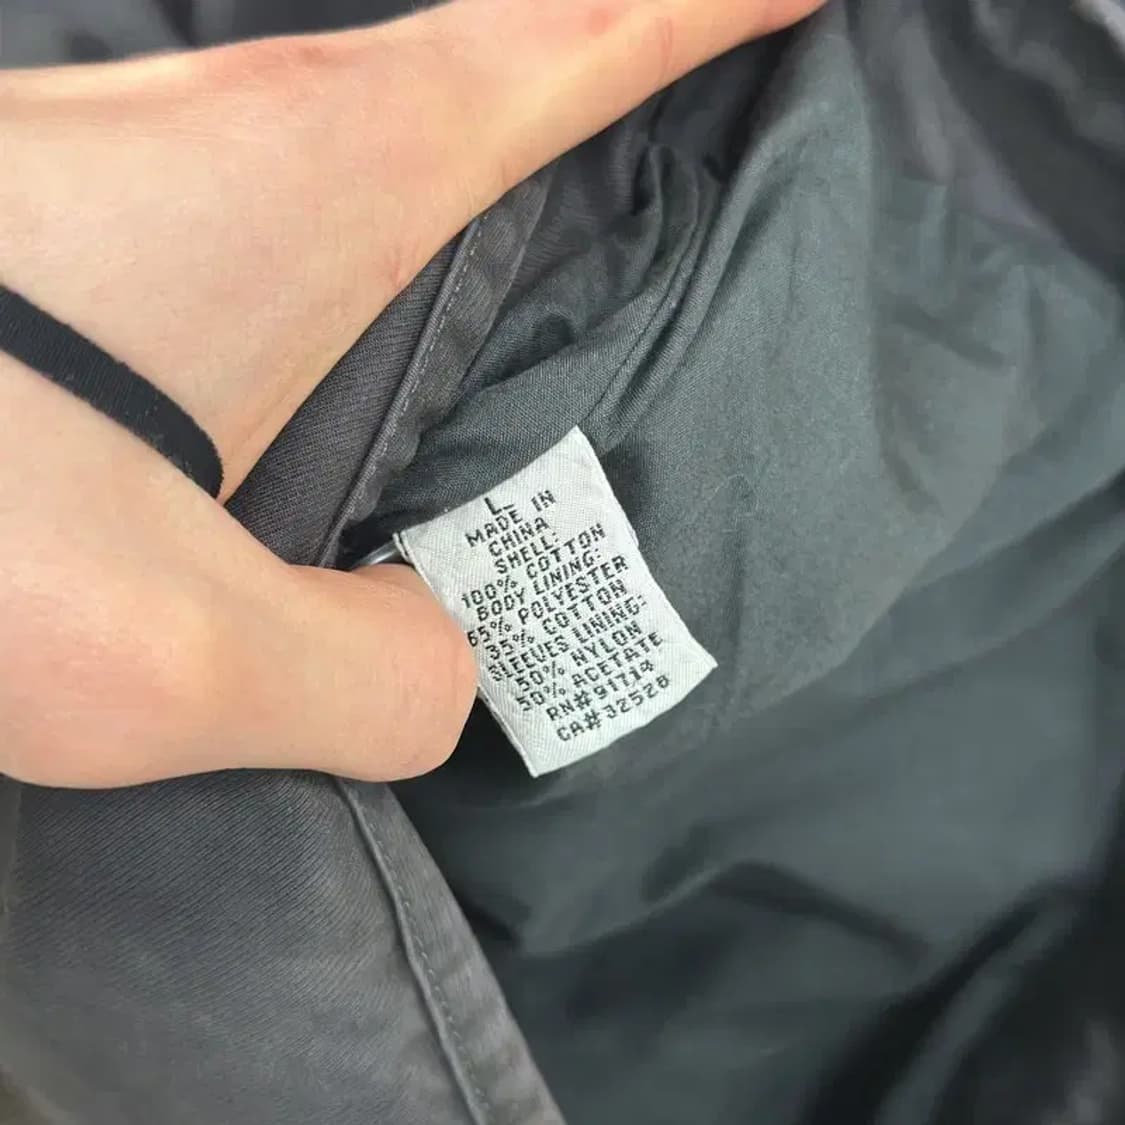 L
MADE IN
CHINA
SHELL:
100% COTTON
BODY LINING:
65% POLYESTER
35% COTTON
SLEEVES LINING:
50% NYLON
50% ACETATE
RN#91719
CA#32528